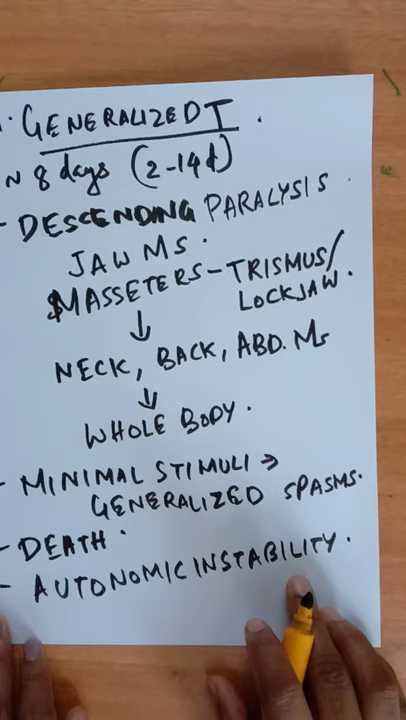 GENERALIZED T.
8 days (2-14d)
- DESCENDING PARALYSIS.
JAW MS.
MASSETERS - TRISMUS/
LOCKJAW.
↓
NECK, BACK, ABD. Ms
↓
WHOLE BODY.
- MINIMAL STIMULI →
GENERALIZED SPASMS.
- DEATH.
- AUTONOMIC INSTABILITY.